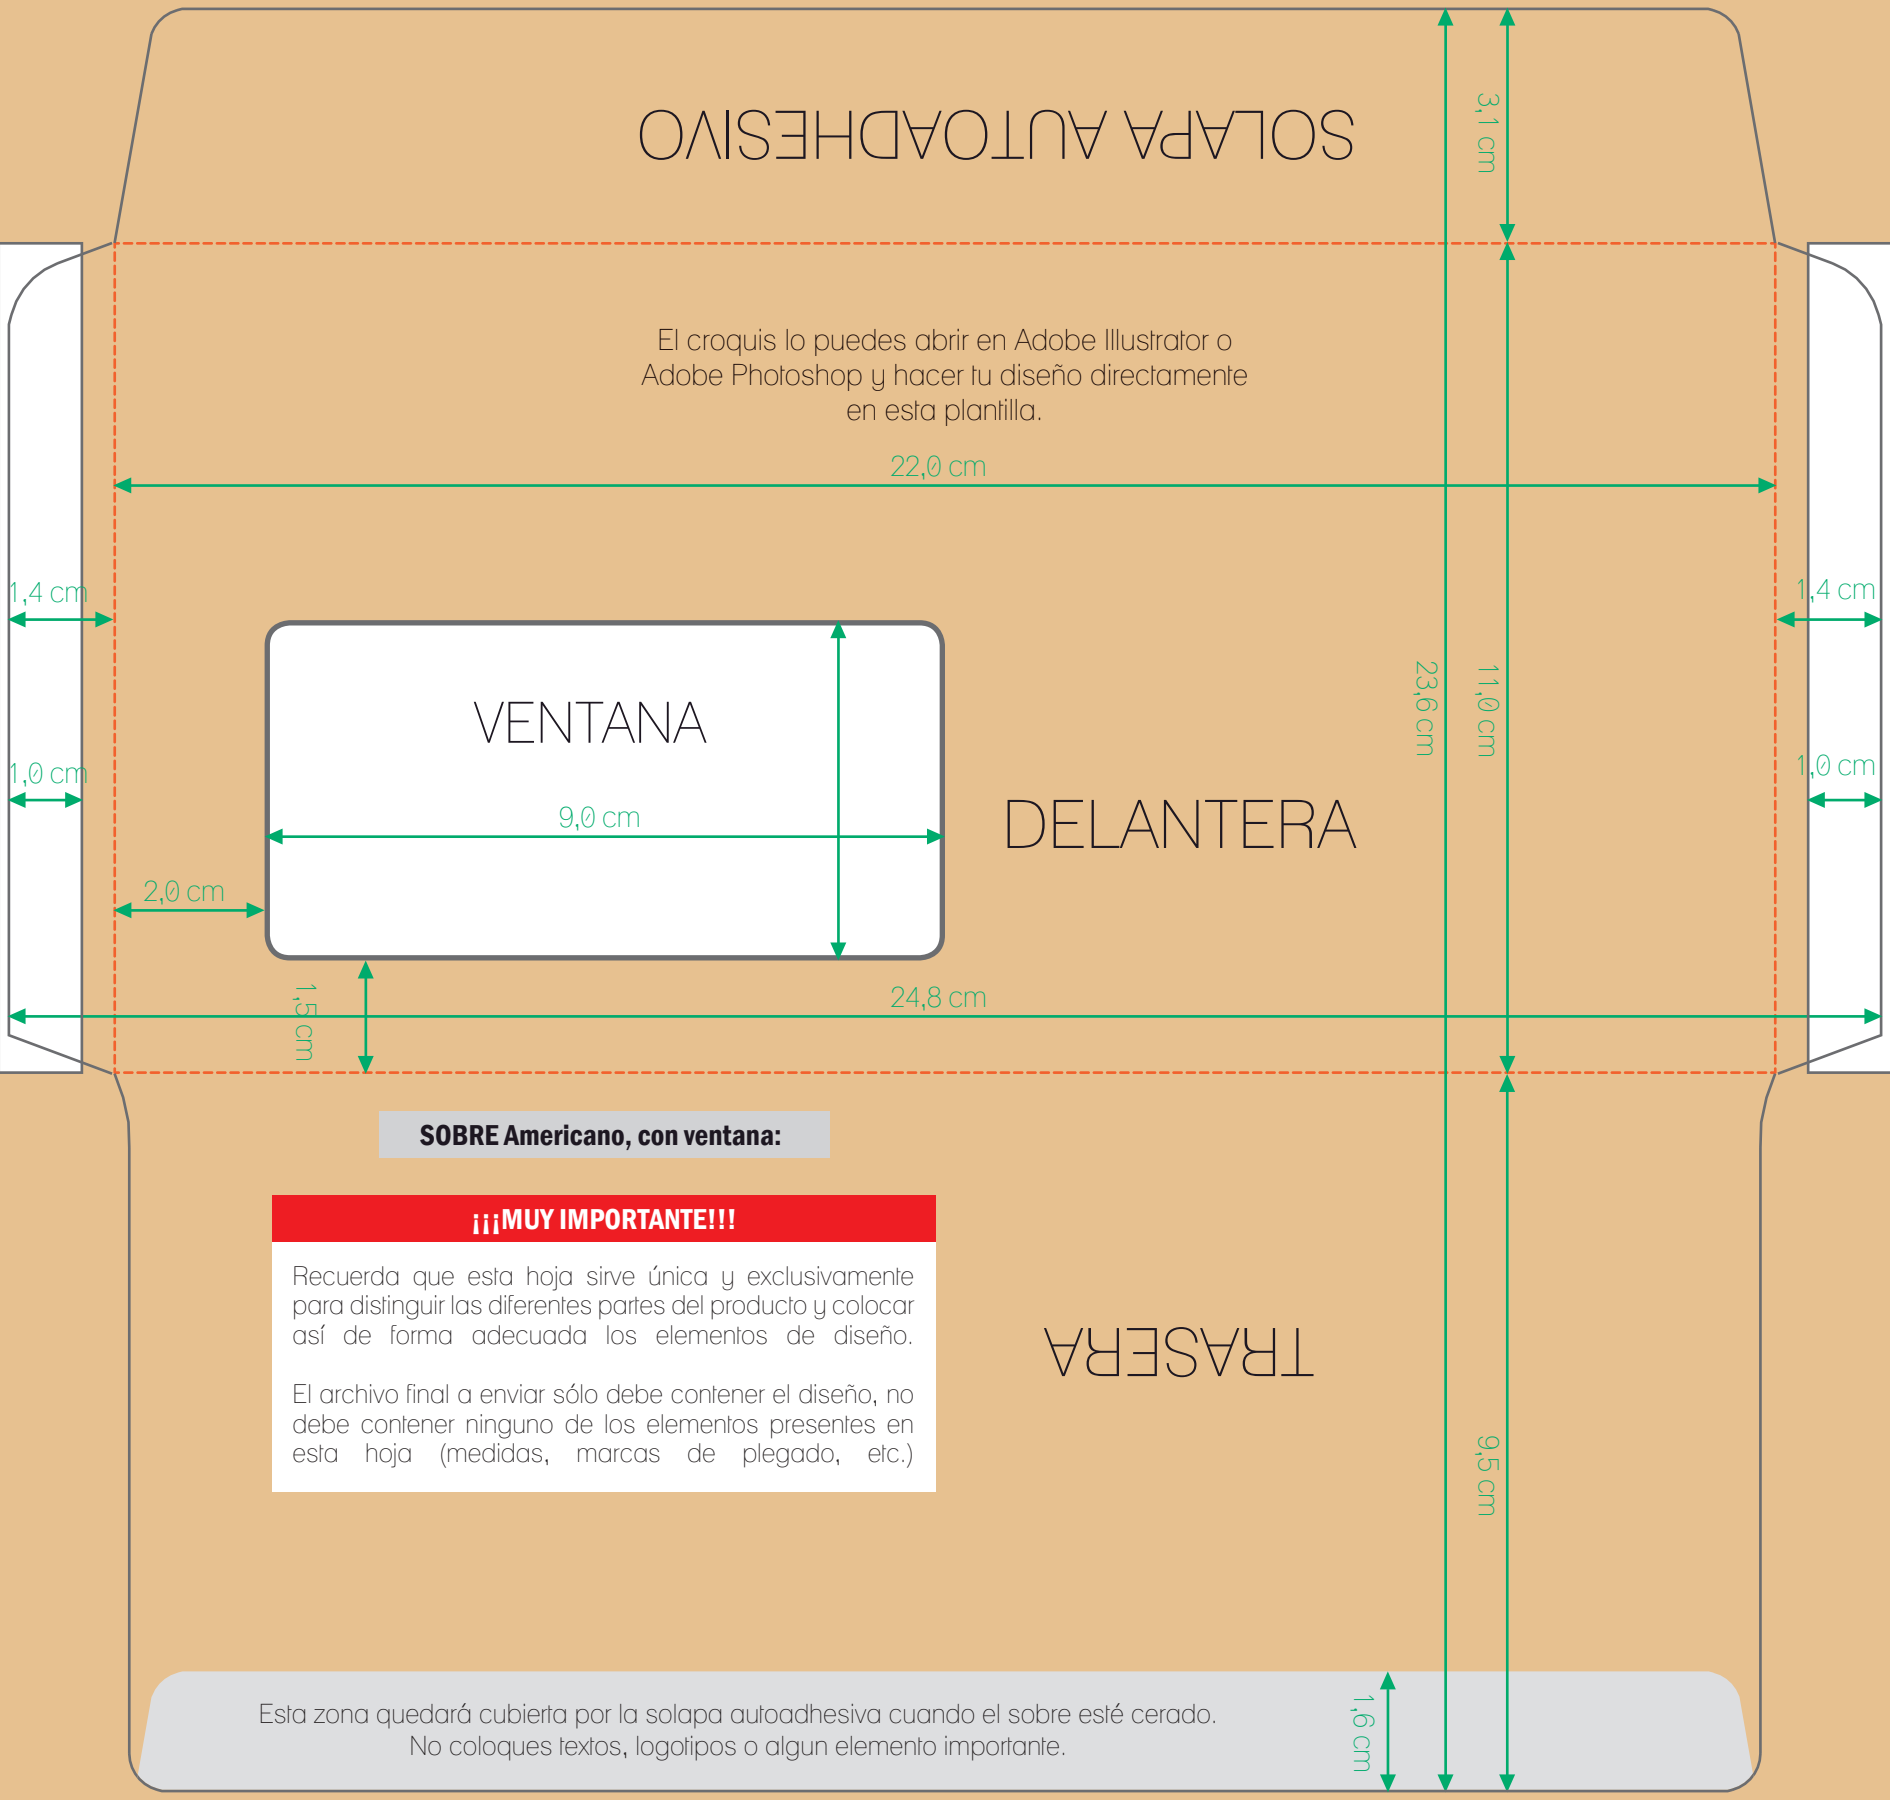 SOLAPA AUTOADHESIVO
3,1 cm
El croquis lo puedes abrir en Adobe Illustrator o
Adobe Photoshop y hacer tu diseño directamente
en esta plantilla.
22,0 cm
1,4 cm
1,4 cm
23,6 cm
11,0 cm
VENTANA
1,0 cm
1,0 cm
9,0 cm
DELANTERA
2,0 cm
1,5 cm
24,8 cm
SOBRE Americano, con ventana:
¡¡¡MUY IMPORTANTE!!!
Recuerda que esta hoja sirve única y exclusivamente
para distinguir las diferentes partes del producto y colocar
así de forma adecuada los elementos de diseño.
El archivo final a enviar sólo debe contener el diseño, no
debe contener ninguno de los elementos presentes en
esta hoja (medidas, marcas de plegado, etc.)
TRASERA
9,5 cm
Esta zona quedará cubierta por la solapa autoadhesiva cuando el sobre esté cerado.
No coloques textos, logotipos o algun elemento importante.
1,6 cm